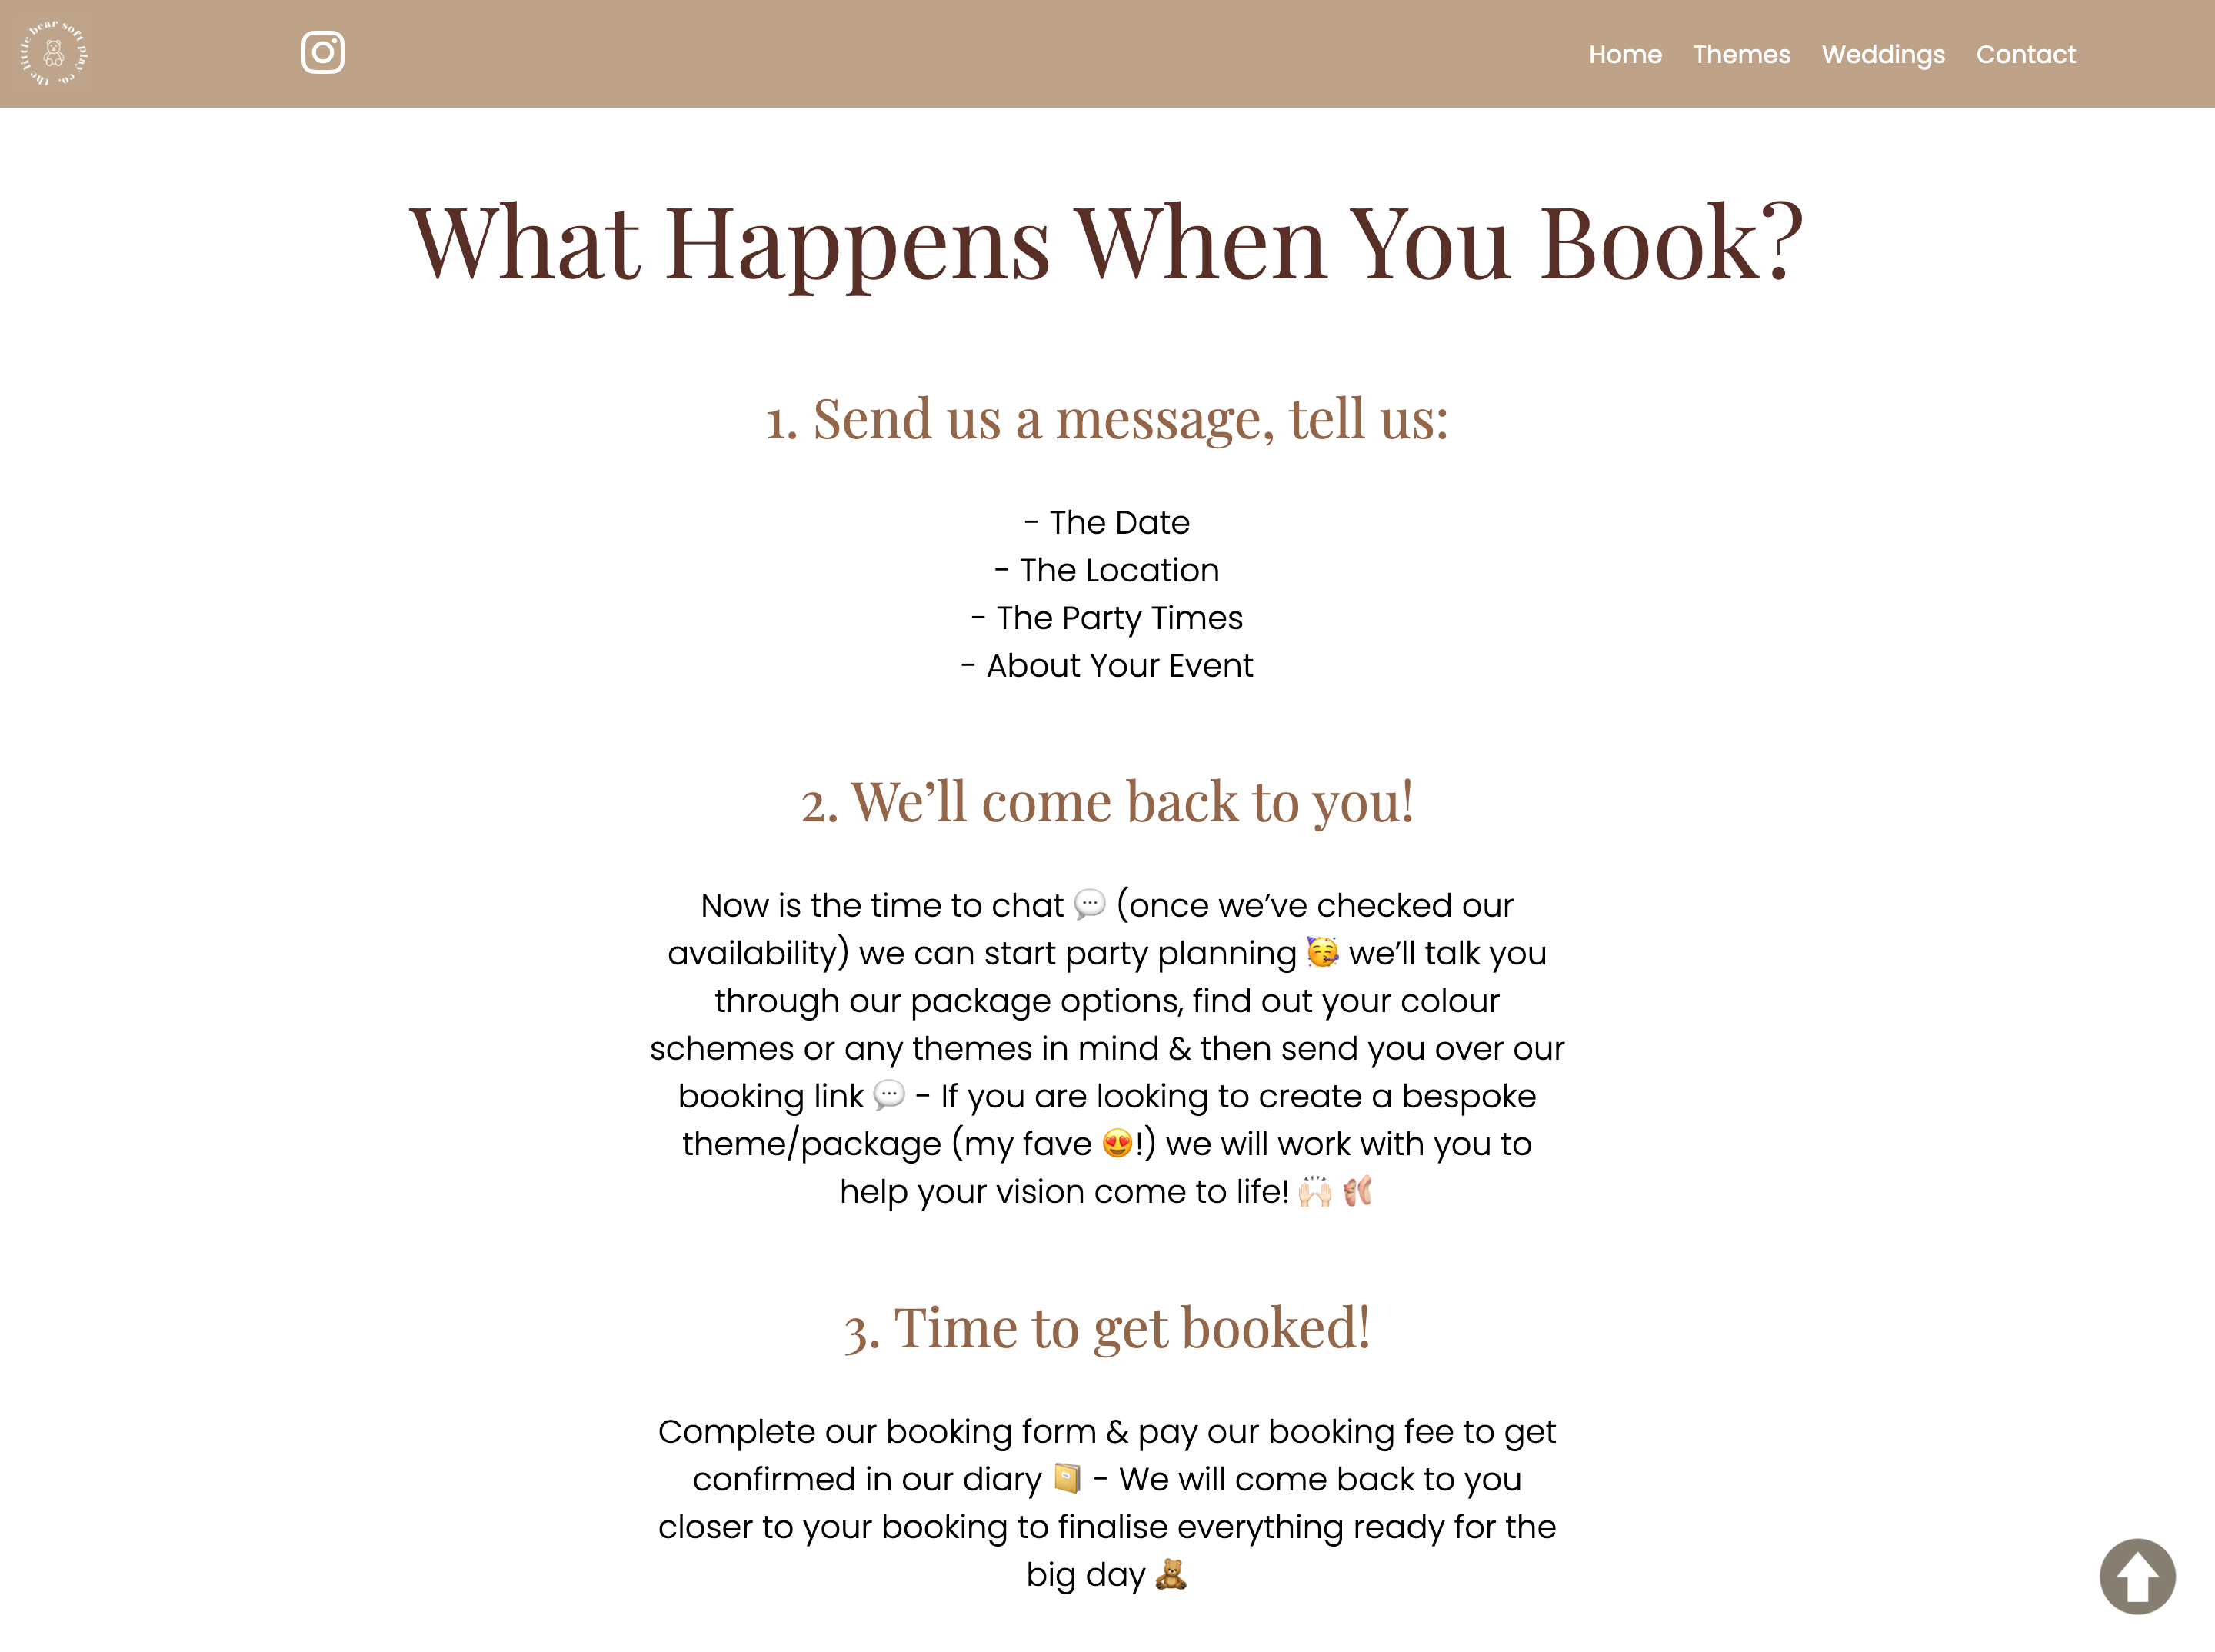 the little bear soft play co.
Home Themes Weddings Contact
What Happens When You Book?
1. Send us a message, tell us:
- The Date
- The Location
- The Party Times
- About Your Event
2. We’ll come back to you!
Now is the time to chat 💬 (once we’ve checked our
availability) we can start party planning 🥳 we’ll talk you
through our package options, find out your colour
schemes or any themes in mind & then send you over our
booking link 💬 - If you are looking to create a bespoke
theme/package (my fave 😍!) we will work with you to
help your vision come to life! 🙌🏻 🩰
3. Time to get booked!
Complete our booking form & pay our booking fee to get
confirmed in our diary 📒 - We will come back to you
closer to your booking to finalise everything ready for the
big day 🧸